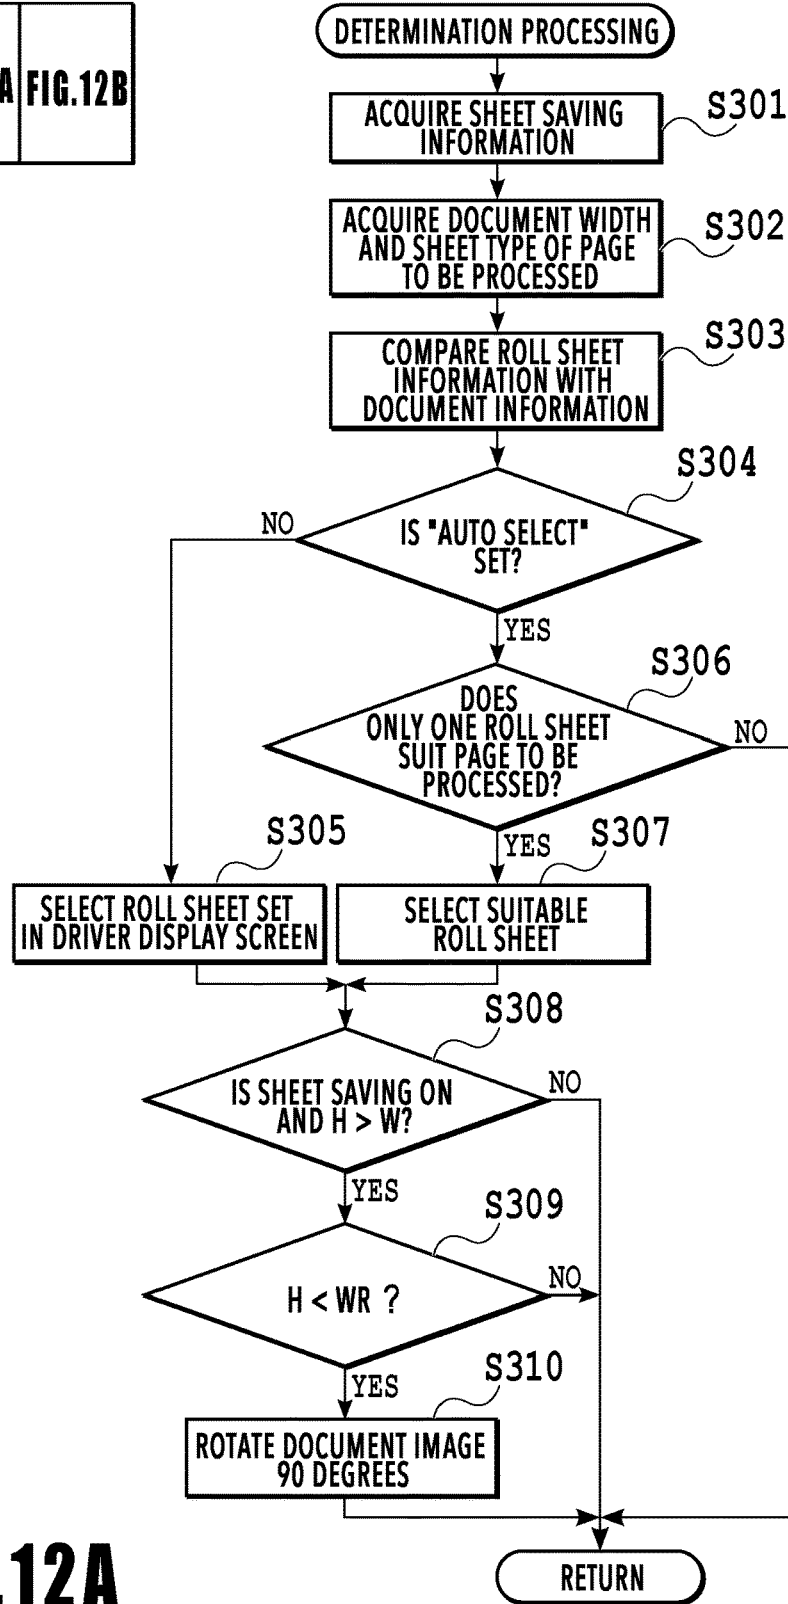 A
FIG.12B
DETERMINATION PROCESSING
S301
ACQUIRE SHEET SAVING
INFORMATION
S302
ACQUIRE DOCUMENT WIDTH
AND SHEET TYPE OF PAGE
TO BE PROCESSED
S303
COMPARE ROLL SHEET
INFORMATION WITH
DOCUMENT INFORMATION
S304
NO
IS "AUTO SELECT"
SET?
YES
S306
DOES
ONLY ONE ROLL SHEET
SUIT PAGE TO BE
PROCESSED?
NO
YES
S305
SELECT ROLL SHEET SET
IN DRIVER DISPLAY SCREEN
S307
SELECT SUITABLE
ROLL SHEET
S308
IS SHEET SAVING ON
AND H > W?
NO
YES
S309
H < WR ?
NO
YES
S310
ROTATE DOCUMENT IMAGE
90 DEGREES
RETURN
.12A